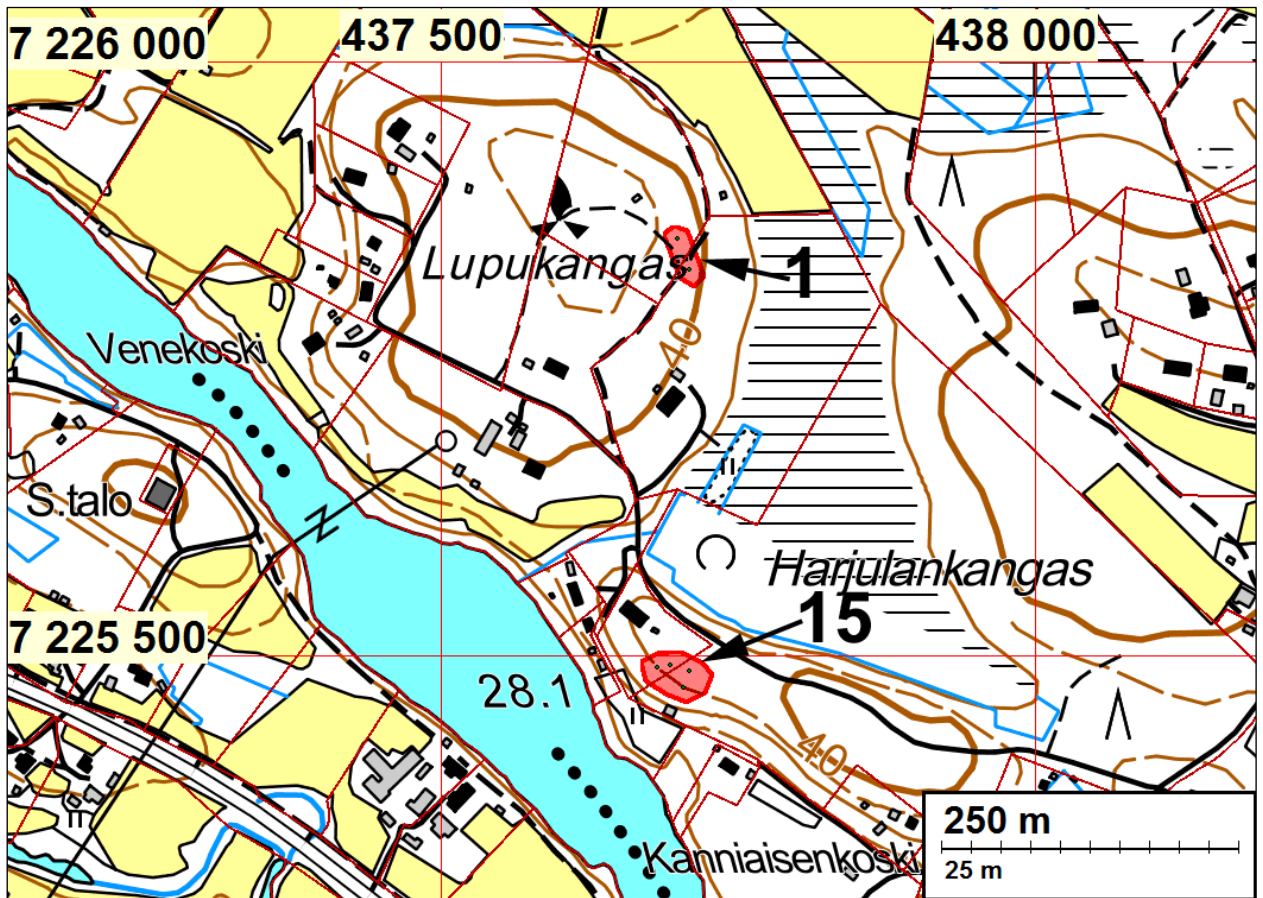 7 226 000
437 500
438 000
Lupukangas
1
40
Venekoski
S.talo
Harjulankangas
7 225 500
15
28.1
40
250 m
25 m
Kanniaisenkoski